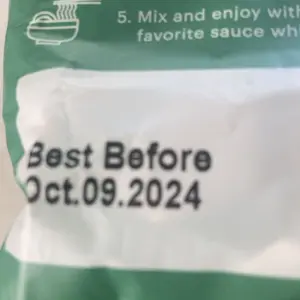 5. Mix and enjoy with
favorite sauce wh
Best Before
Oct.09.2024